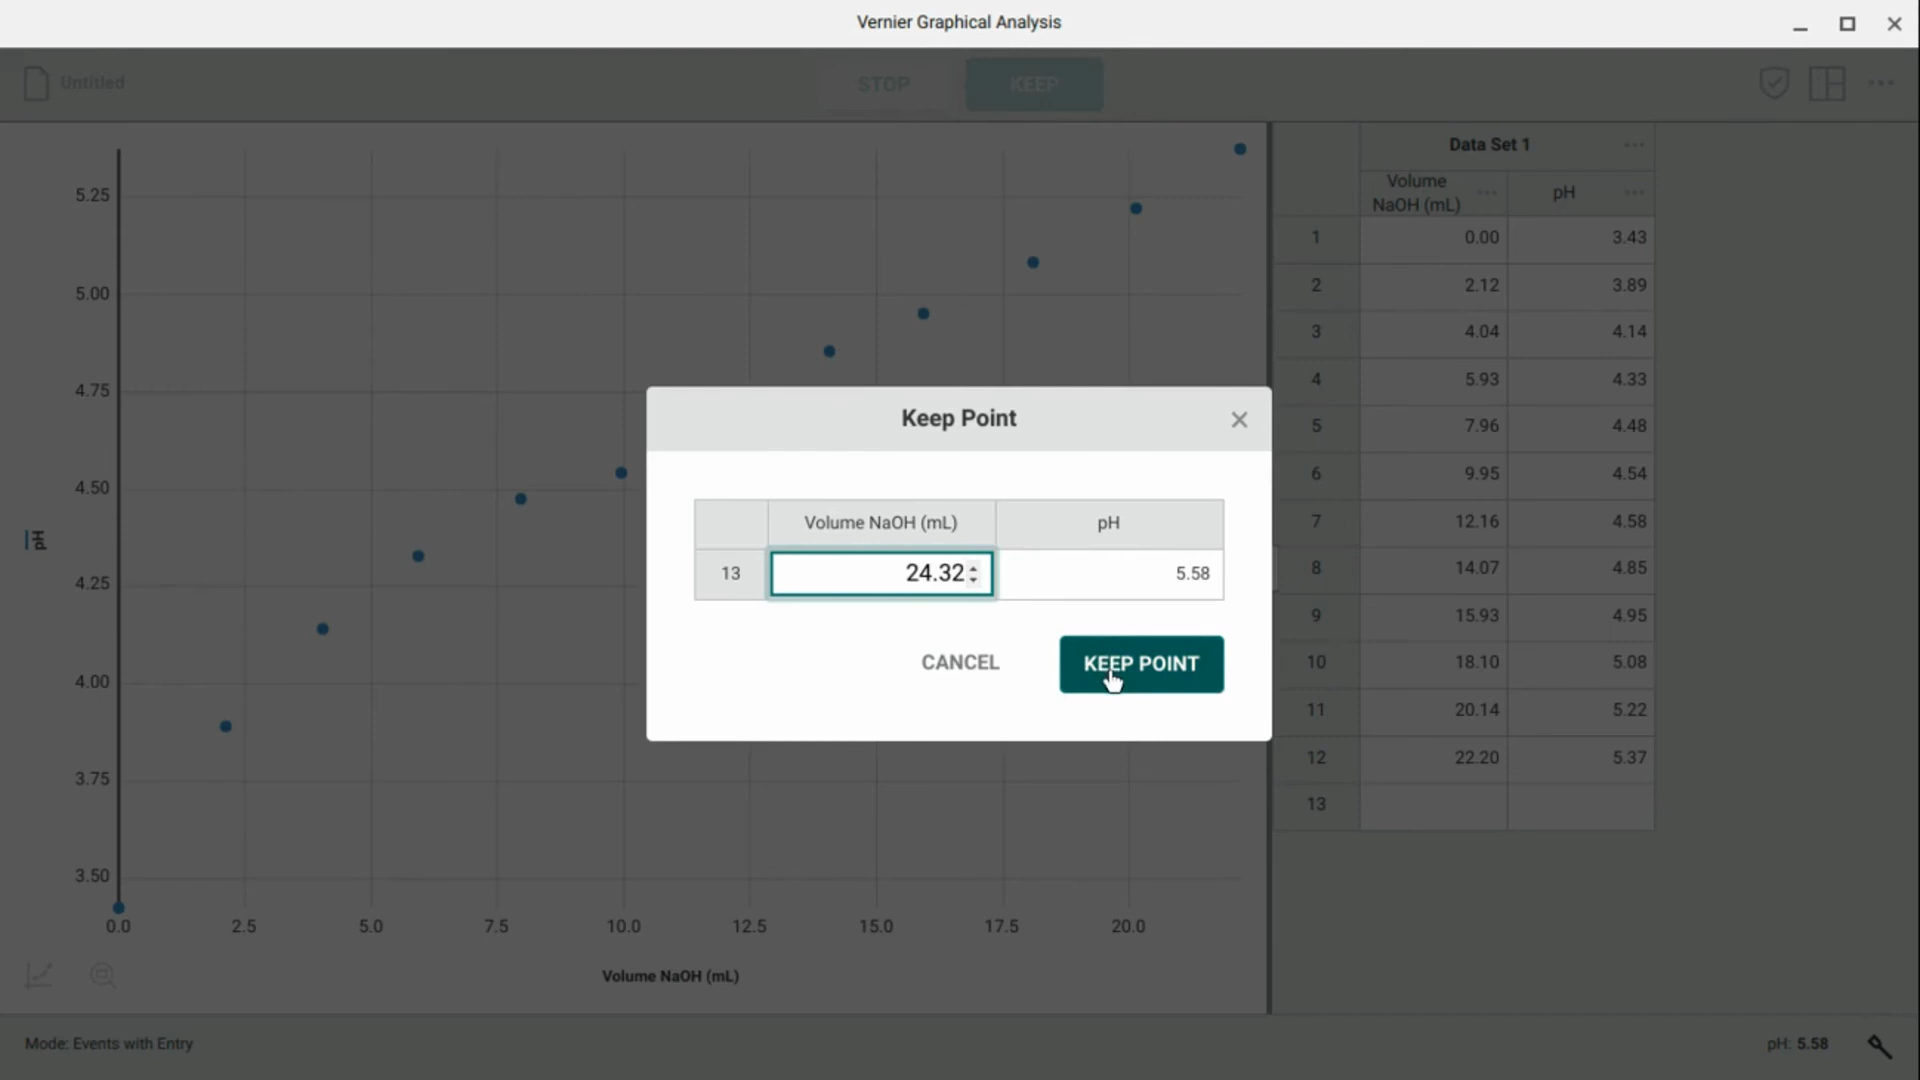 Vernier Graphical Analysis
Untitled
STOP
KEEP
5.25
5.00
4.75
4.50
4.25
4.00
3.75
3.50
pH
0.0 2.5 5.0 7.5 10.0 12.5 15.0 17.5 20.0
Volume NaOH (mL)
Keep Point
Volume NaOH (mL) pH
13 24.32 5.58
CANCEL KEEP POINT
Data Set 1
Volume
NaOH (mL)
pH
1 0.00 3.43
2 2.12 3.89
3 4.04 4.14
4 5.93 4.33
5 7.96 4.48
6 9.95 4.54
7 12.16 4.58
8 14.07 4.85
9 15.93 4.95
10 18.10 5.08
11 20.14 5.22
12 22.20 5.37
13
Mode: Events with Entry
pH: 5.58